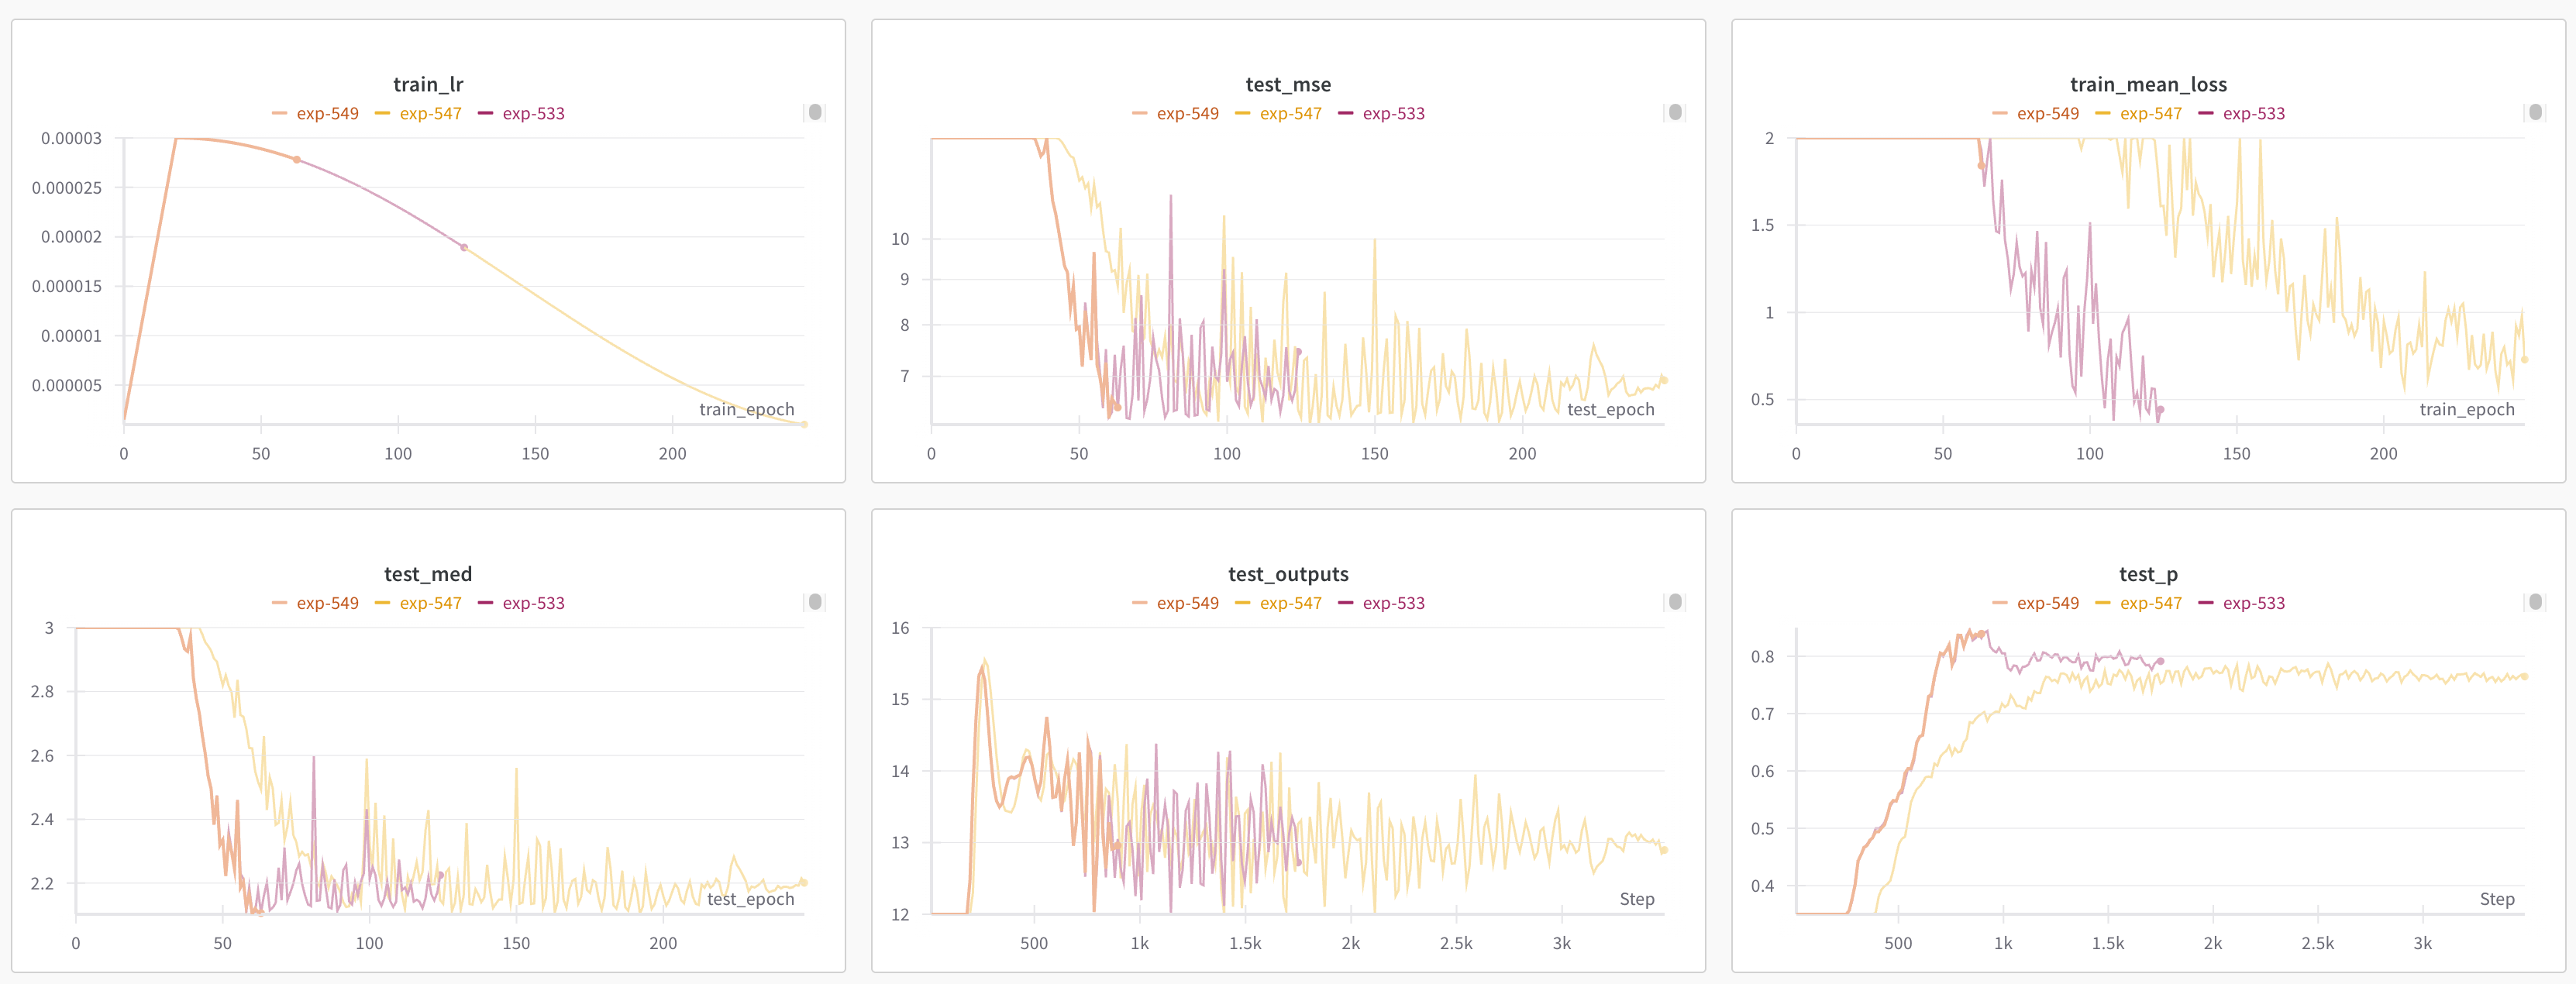 train_lr
exp-549 exp-547 exp-533
0.00003
0.000025
0.00002
0.000015
0.00001
0.000005
train_epoch
0 50 100 150 200
test_mse
exp-549 exp-547 exp-533
10
9
8
7
test_epoch
0 50 100 150 200
train_mean_loss
exp-549 exp-547 exp-533
2
1.5
1
0.5
train_epoch
0 50 100 150 200
test_med
exp-549 exp-547 exp-533
3
2.8
2.6
2.4
2.2
test_epoch
0 50 100 150 200
test_outputs
exp-549 exp-547 exp-533
16
15
14
13
12
Step
500 1k 1.5k 2k 2.5k 3k
test_p
exp-549 exp-547 exp-533
0.8
0.7
0.6
0.5
0.4
Step
500 1k 1.5k 2k 2.5k 3k